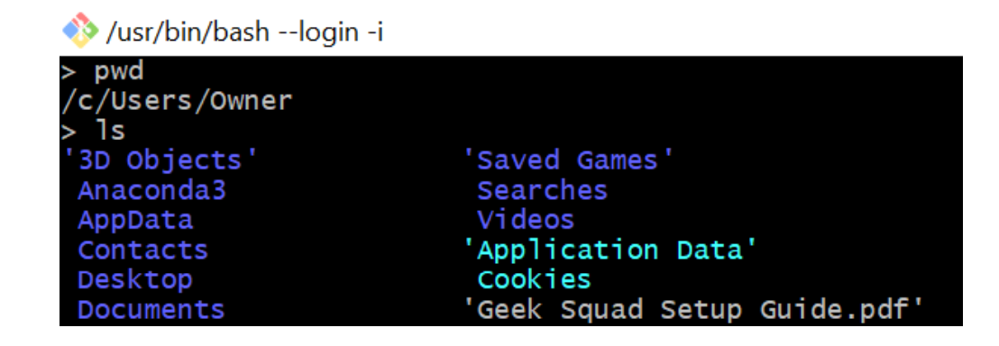 /usr/bin/bash --login -i
> pwd
/c/Users/Owner
> ls
'3D Objects' 'Saved Games'
Anaconda3 Searches
AppData Videos
Contacts 'Application Data'
Desktop Cookies
Documents 'Geek Squad Setup Guide.pdf'